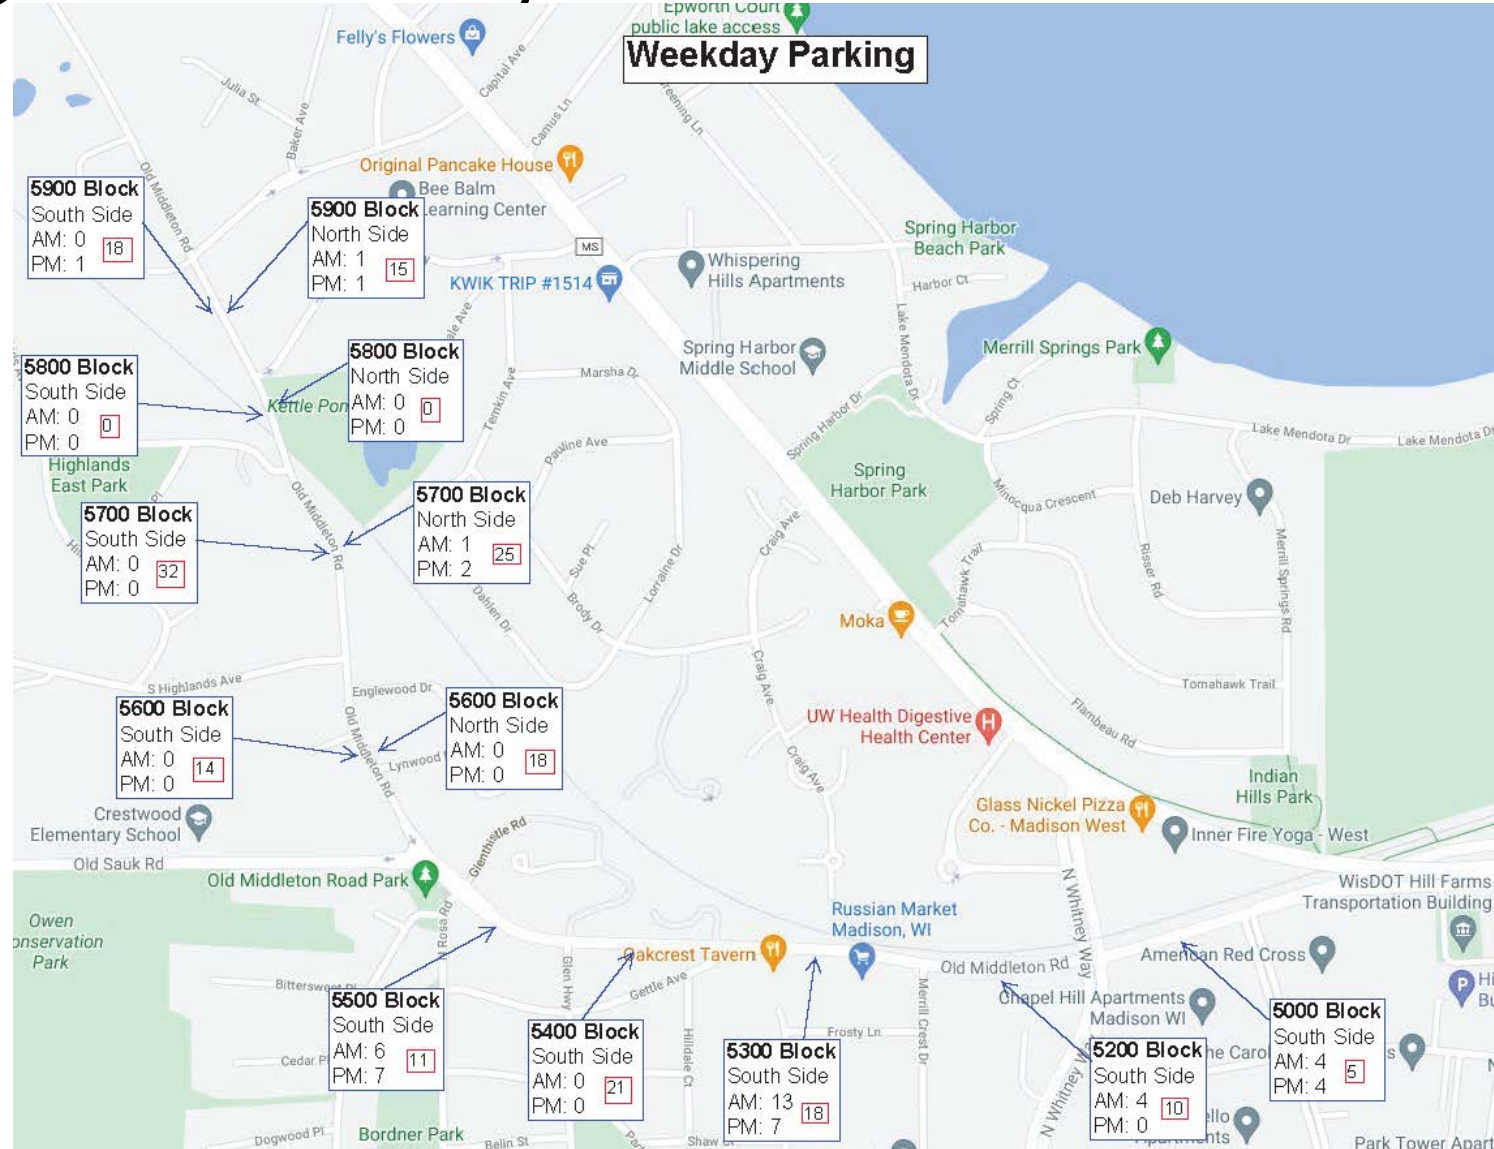 Epworth Court
public lake access
Felly's Flowers
Weekday Parking
Capital Ave
Julia St
Camus Ln
Baker Ave
Original Pancake House
Old Middleton Rd
Bee Balm
Learning Center
5900 Block
South Side
AM: 0
PM: 1
18
5900 Block
North Side
AM: 1
PM: 1
15
MS
KWIK TRIP #1514
Whispering
Hills Apartments
Spring Harbor
Beach Park
Harbor Ct
Lake Mendota Dr
Spring Harbor
Middle School
Merrill Springs Park
5800 Block
South Side
AM: 0
PM: 0
0
5800 Block
North Side
AM: 0
PM: 0
0
Marsha Dr
Temkin Ave
Spring Ct
Spring Harbor Dr
Lake Mendota Dr
Lake Mendota Dr
Pauline Ave
Highlands
East Park
Spring
Harbor Park
Old Middleton Rd
Minocqua Crescent
Deb Harvey
5700 Block
South Side
AM: 0
PM: 0
32
5700 Block
North Side
AM: 1
PM: 2
25
Craig Ave
Sue Pl
Lorraine Dr
Brody Dr
Dahlen Dr
Tomahawk Trail
Risser Rd
Merrill Springs Rd
Moka
Craig Ave
S Highlands Ave
Englewood Dr
Tomahawk Trail
5600 Block
South Side
AM: 0
PM: 0
14
5600 Block
North Side
AM: 0
PM: 0
18
Old Middleton Rd
Lynwood
UW Health Digestive
Health Center
Flambeau Rd
Craig Ave
Indian
Hills Park
Crestwood
Elementary School
Glenthistle Rd
Glass Nickel Pizza
Co. - Madison West
Inner Fire Yoga - West
Old Sauk Rd
Old Middleton Road Park
N Whitney Way
WisDOT Hill Farms
Transportation Building
Owen
Conservation
Park
N Rosa Rd
Russian Market
Madison, WI
Oakcrest Tavern
Old Middleton Rd
American Red Cross
Glen Hwy
Gettle Ave
Merrill Crest Dr
Chapel Hill Apartments
Madison WI
5500 Block
South Side
AM: 6
PM: 7
11
5400 Block
South Side
AM: 0
PM: 0
21
5300 Block
South Side
AM: 13
PM: 7
18
5200 Block
South Side
AM: 4
PM: 0
10
5000 Block
South Side
AM: 4
PM: 4
5
Frosty Ln
Cedar Pl
Hilldale Ct
N Whitney Way
Dogwood Pl
Bordner Park
Belin St
Park Tower Apart
P